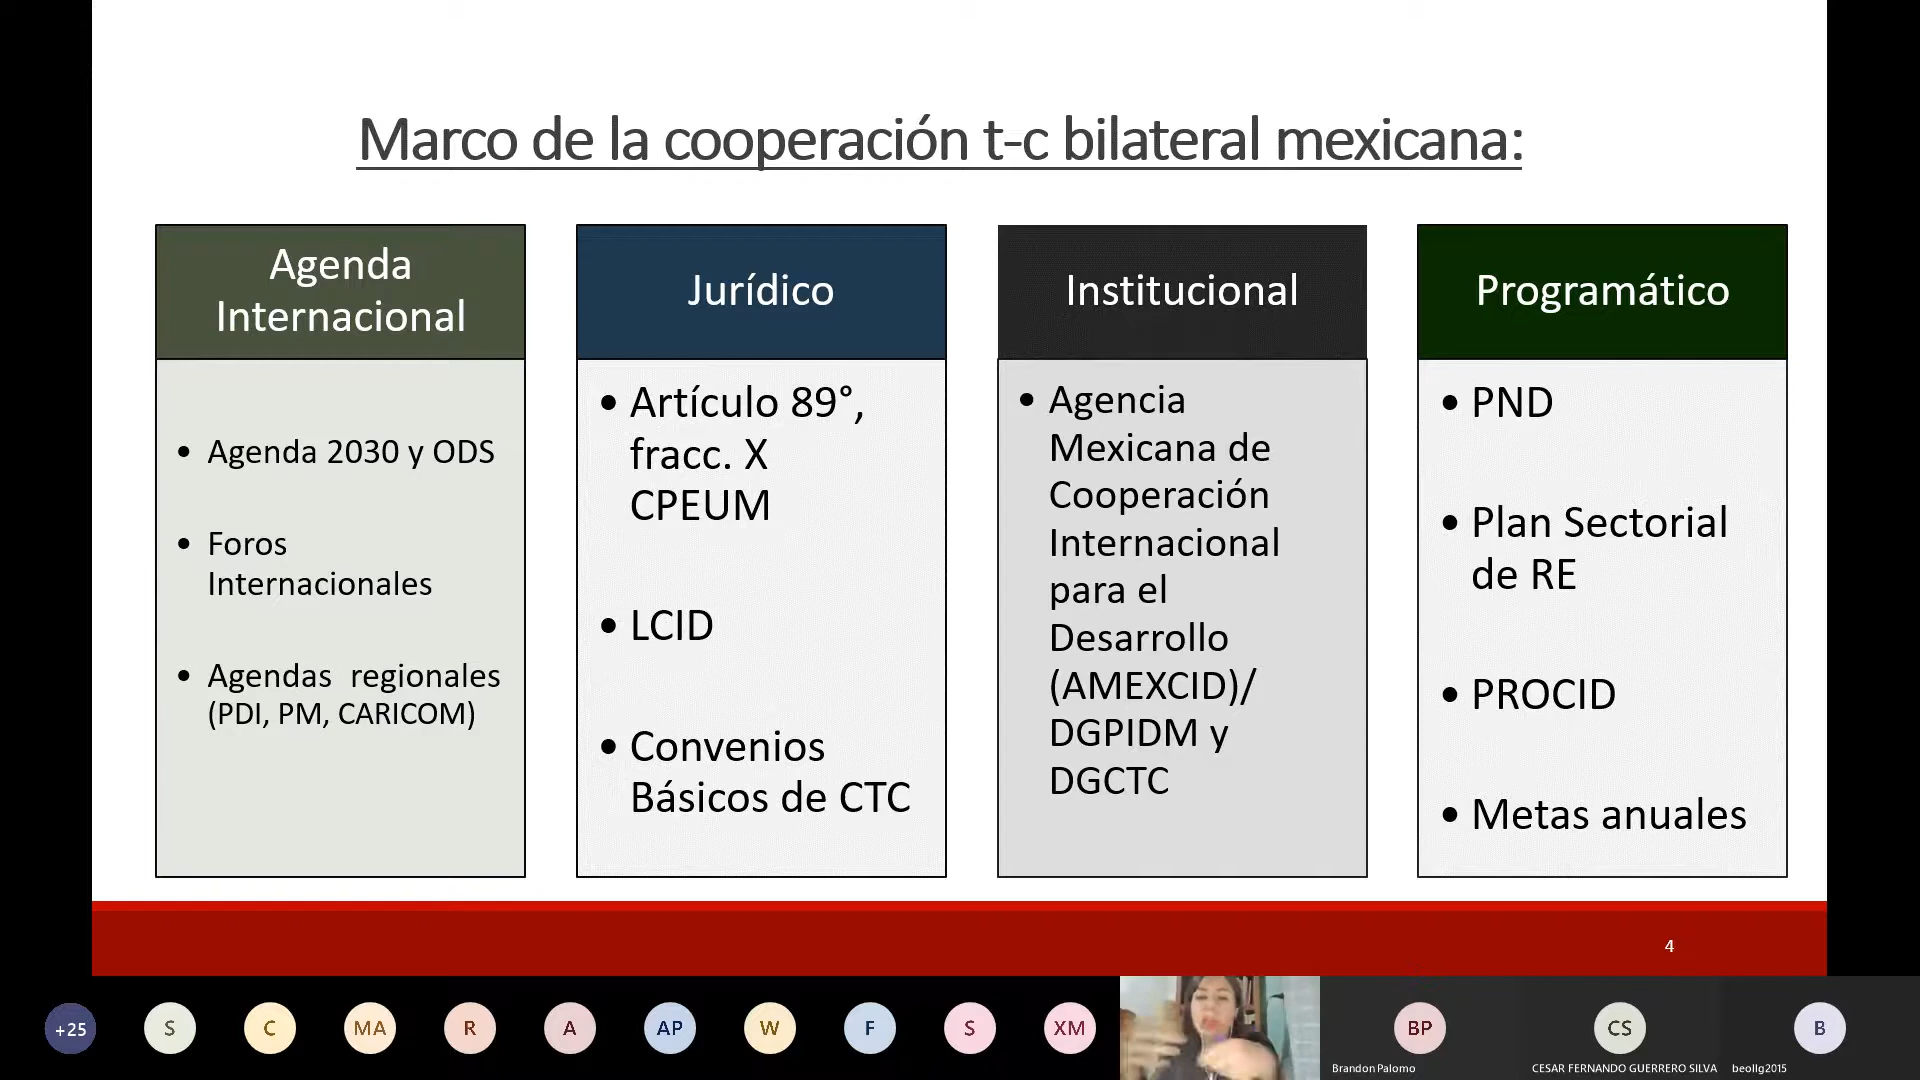 Marco de la cooperación t-c bilateral mexicana:
Agenda
Internacional
• Agenda 2030 y ODS
• Foros
Internacionales
• Agendas regionales
(PDI, PM, CARICOM)
Jurídico
• Artículo 89°,
fracc. X
CPEUM
• LCID
• Convenios
Básicos de CTC
Institucional
• Agencia
Mexicana de
Cooperación
Internacional
para el
Desarrollo
(AMEXCID)/
DGPIDM y
DGCTC
Programático
• PND
• Plan Sectorial
de RE
• PROCID
• Metas anuales
4
+25
S
C
MA
R
A
AP
W
F
S
XM
BP
CS
B
Brandon Palomo
CESAR FERNANDO GUERRERO SILVA
beollg2015